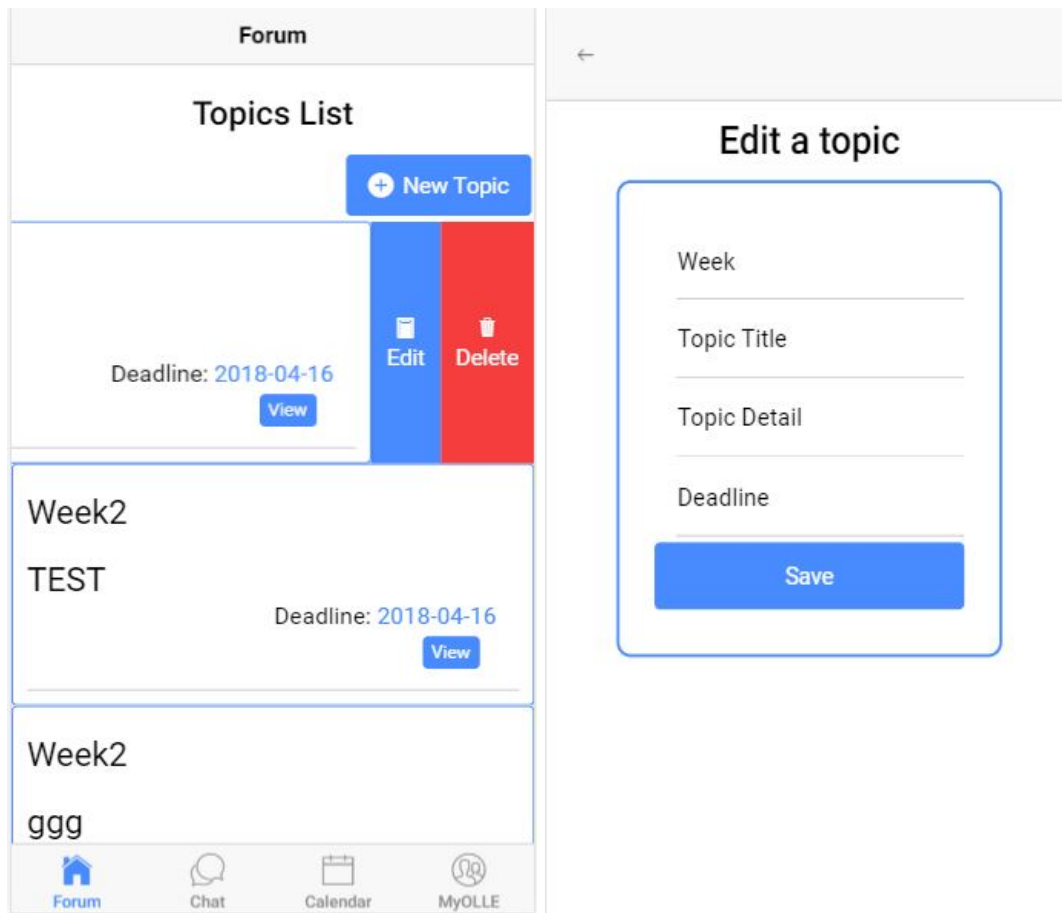 Forum
Topics List
New Topic
Deadline: 2018-04-16
View
Edit
Delete
Week2
TEST
Deadline: 2018-04-16
View
Week2
ggg
Forum
Chat
Calendar
MyOLLE
←
Edit a topic
Week
Topic Title
Topic Detail
Deadline
Save